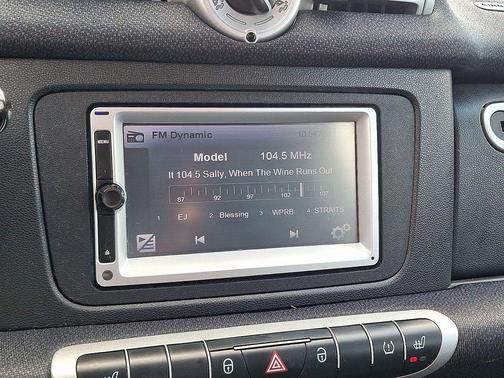 FM Dynamic
MENU
Model 104.5 MHz
It 104.5 Sally, When The Wine Runs Out
87 92 97 102 107
1 EJ 2 Blessing 3 WPRB 4 STRAITS